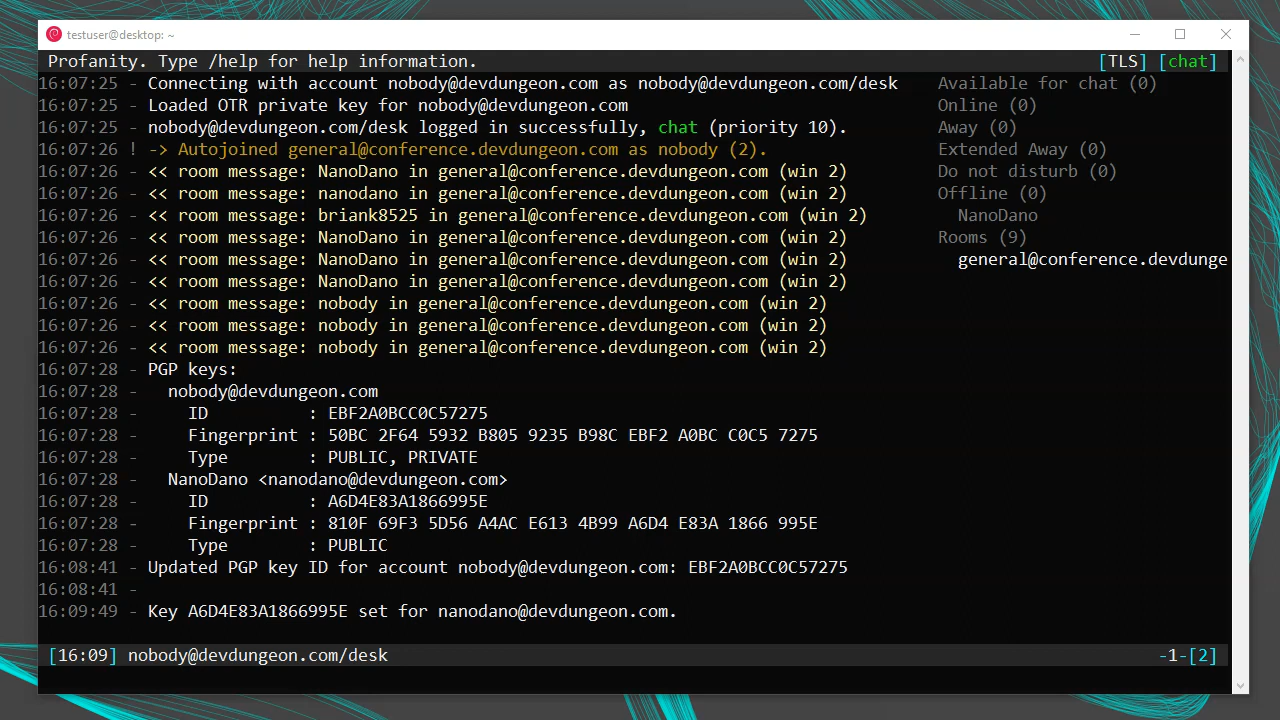 testuser@desktop: ~
Profanity. Type /help for help information. [TLS] [chat]
16:07:25 - Connecting with account nobody@devdungeon.com as nobody@devdungeon.com/desk
16:07:25 - Loaded OTR private key for nobody@devdungeon.com
16:07:25 - nobody@devdungeon.com/desk logged in successfully, chat (priority 10).
16:07:26 ! -> Autojoined general@conference.devdungeon.com as nobody (2).
16:07:26 - << room message: NanoDano in general@conference.devdungeon.com (win 2)
16:07:26 - << room message: nanodano in general@conference.devdungeon.com (win 2)
16:07:26 - << room message: briank8525 in general@conference.devdungeon.com (win 2)
16:07:26 - << room message: NanoDano in general@conference.devdungeon.com (win 2)
16:07:26 - << room message: NanoDano in general@conference.devdungeon.com (win 2)
16:07:26 - << room message: NanoDano in general@conference.devdungeon.com (win 2)
16:07:26 - << room message: nobody in general@conference.devdungeon.com (win 2)
16:07:26 - << room message: nobody in general@conference.devdungeon.com (win 2)
16:07:26 - << room message: nobody in general@conference.devdungeon.com (win 2)
16:07:28 - PGP keys:
16:07:28 - nobody@devdungeon.com
16:07:28 - ID : EBF2A0BCC0C57275
16:07:28 - Fingerprint : 50BC 2F64 5932 B805 9235 B98C EBF2 A0BC C0C5 7275
16:07:28 - Type : PUBLIC, PRIVATE
16:07:28 - NanoDano <nanodano@devdungeon.com>
16:07:28 - ID : A6D4E83A1866995E
16:07:28 - Fingerprint : 810F 69F3 5D56 A4AC E613 4B99 A6D4 E83A 1866 995E
16:07:28 - Type : PUBLIC
16:08:41 - Updated PGP key ID for account nobody@devdungeon.com: EBF2A0BCC0C57275
16:08:41 -
16:09:49 - Key A6D4E83A1866995E set for nanodano@devdungeon.com.
Available for chat (0)
Online (0)
Away (0)
Extended Away (0)
Do not disturb (0)
Offline (0)
NanoDano
Rooms (9)
general@conference.devdunge
[16:09] nobody@devdungeon.com/desk -1-[2]